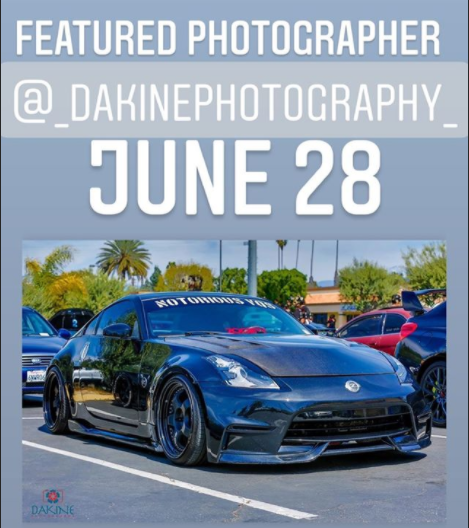 FEATURED PHOTOGRAPHER
@_DAKINEPHOTOGRAPHY_
JUNE 28
NOTORIOUS
DAKINE